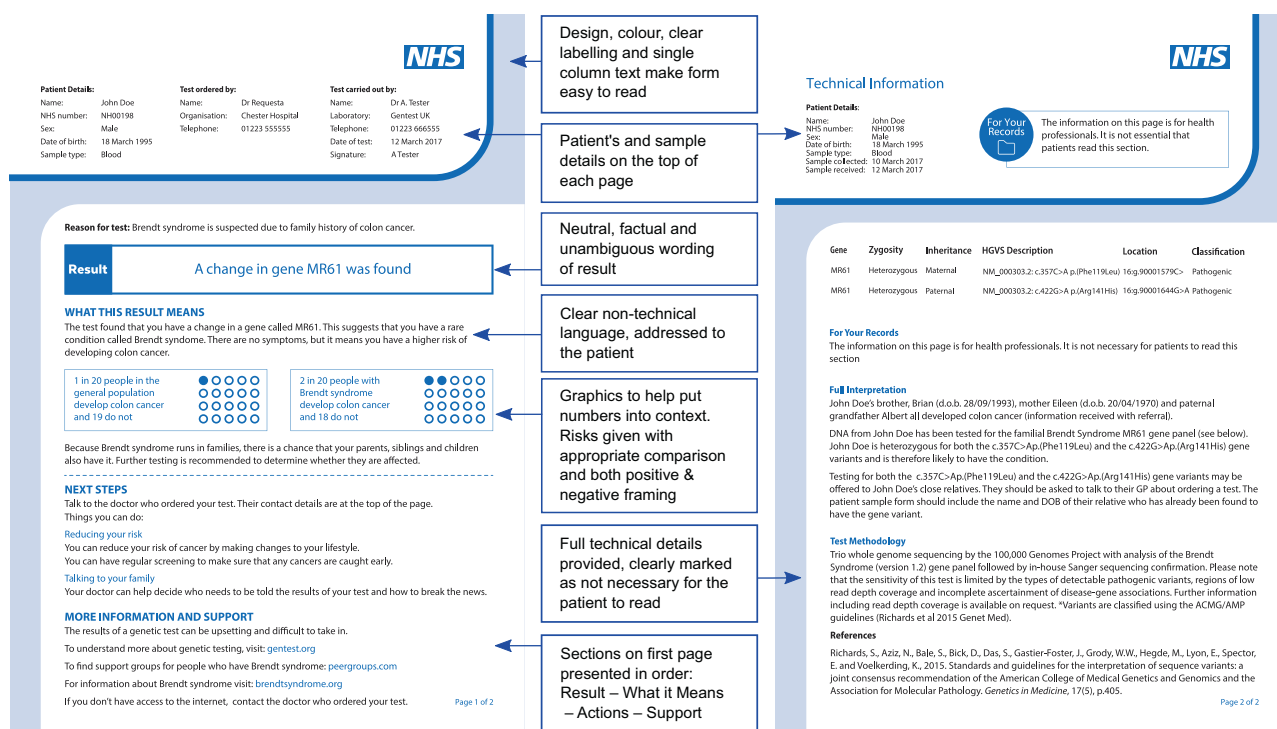 NHS
Patient Details:
Name: John Doe
NHS number: NH00198
Sex: Male
Date of birth: 18 March 1995
Sample type: Blood
Test ordered by:
Name: Dr Requesta
Organisation: Chester Hospital
Telephone: 01223 555555
Test carried out by:
Name: Dr A. Tester
Laboratory: Gentest UK
Telephone: 01223 666555
Date of test: 12 March 2017
Signature: A Tester
Reason for test: Brendt syndrome is suspected due to family history of colon cancer.
Result
A change in gene MR61 was found
WHAT THIS RESULT MEANS
The test found that you have a change in a gene called MR61. This suggests that you have a rare
condition called Brendt syndome. There are no symptoms, but it means you have a higher risk of
developing colon cancer.
1 in 20 people in the
general population
develop colon cancer
and 19 do not
2 in 20 people with
Brendt syndrome
develop colon cancer
and 18 do not
Because Brendt syndrome runs in families, there is a chance that your parents, siblings and children
also have it. Further testing is recommended to determine whether they are affected.
NEXT STEPS
Talk to the doctor who ordered your test. Their contact details are at the top of the page.
Things you can do:
Reducing your risk
You can reduce your risk of cancer by making changes to your lifestyle.
You can have regular screening to make sure that any cancers are caught early.
Talking to your family
Your doctor can help decide who needs to be told the results of your test and how to break the news.
MORE INFORMATION AND SUPPORT
The results of a genetic test can be upsetting and difficult to take in.
To understand more about genetic testing, visit: gentest.org
To find support groups for people who have Brendt syndrome: peergroups.com
For information about Brendt syndrome visit: brendtsyndrome.org
If you don't have access to the internet, contact the doctor who ordered your test.
Page 1 of 2
Design, colour, clear
labelling and single
column text make form
easy to read
Patient's and sample
details on the top of
each page
Neutral, factual and
unambiguous wording
of result
Clear non-technical
language, addressed to
the patient
Graphics to help put
numbers into context.
Risks given with
appropriate comparison
and both positive &
negative framing
Full technical details
provided, clearly marked
as not necessary for the
patient to read
Sections on first page
presented in order:
Result – What it Means
– Actions – Support
NHS
Technical Information
Patient Details:
Name: John Doe
NHS number: NH00198
Sex: Male
Date of birth: 18 March 1995
Sample type: Blood
Sample collected: 10 March 2017
Sample received: 12 March 2017
For Your
Records
The information on this page is for health
professionals. It is not essential that
patients read this section.
Gene Zygosity Inheritance HGVS Description Location Classification
MR61 Heterozygous Maternal NM_000303.2: c.357C>A p.(Phe119Leu) 16:g.90001579C> Pathogenic
MR61 Heterozygous Paternal NM_000303.2: c.422G>A p.(Arg141His) 16:g.90001644G>A Pathogenic
For Your Records
The information on this page is for health professionals. It is not necessary for patients to read this
section
Full Interpretation
John Doe's brother, Brian (d.o.b. 28/09/1993), mother Eileen (d.o.b. 20/04/1970) and paternal
grandfather Albert all developed colon cancer (information received with referral).
DNA from John Doe has been tested for the familial Brendt Syndrome MR61 gene panel (see below).
John Doe is heterozygous for both the c.357C>Ap.(Phe119Leu) and the c.422G>Ap.(Arg141His) gene
variants and is therefore likely to have the condition.
Testing for both the c.357C>Ap.(Phe119Leu) and the c.422G>Ap.(Arg141His) gene variants may be
offered to John Doe's close relatives. They should be asked to talk to their GP about ordering a test. The
patient sample form should include the name and DOB of their relative who has already been found to
have the gene variant.
Test Methodology
Trio whole genome sequencing by the 100,000 Genomes Project with analysis of the Brendt
Syndrome (version 1.2) gene panel followed by in-house Sanger sequencing confirmation. Please note
that the sensitivity of this test is limited by the types of detectable pathogenic variants, regions of low
read depth coverage and incomplete ascertainment of disease-gene associations. Further information
including read depth coverage is available on request. *Variants are classified using the ACMG/AMP
guidelines (Richards et al 2015 Genet Med).
References
Richards, S., Aziz, N., Bale, S., Bick, D., Das, S., Gastier-Foster, J., Grody, W.W., Hegde, M., Lyon, E., Spector,
E. and Voelkerding, K., 2015. Standards and guidelines for the interpretation of sequence variants: a
joint consensus recommendation of the American College of Medical Genetics and Genomics and the
Association for Molecular Pathology. Genetics in Medicine, 17(5), p.405.
Page 2 of 2